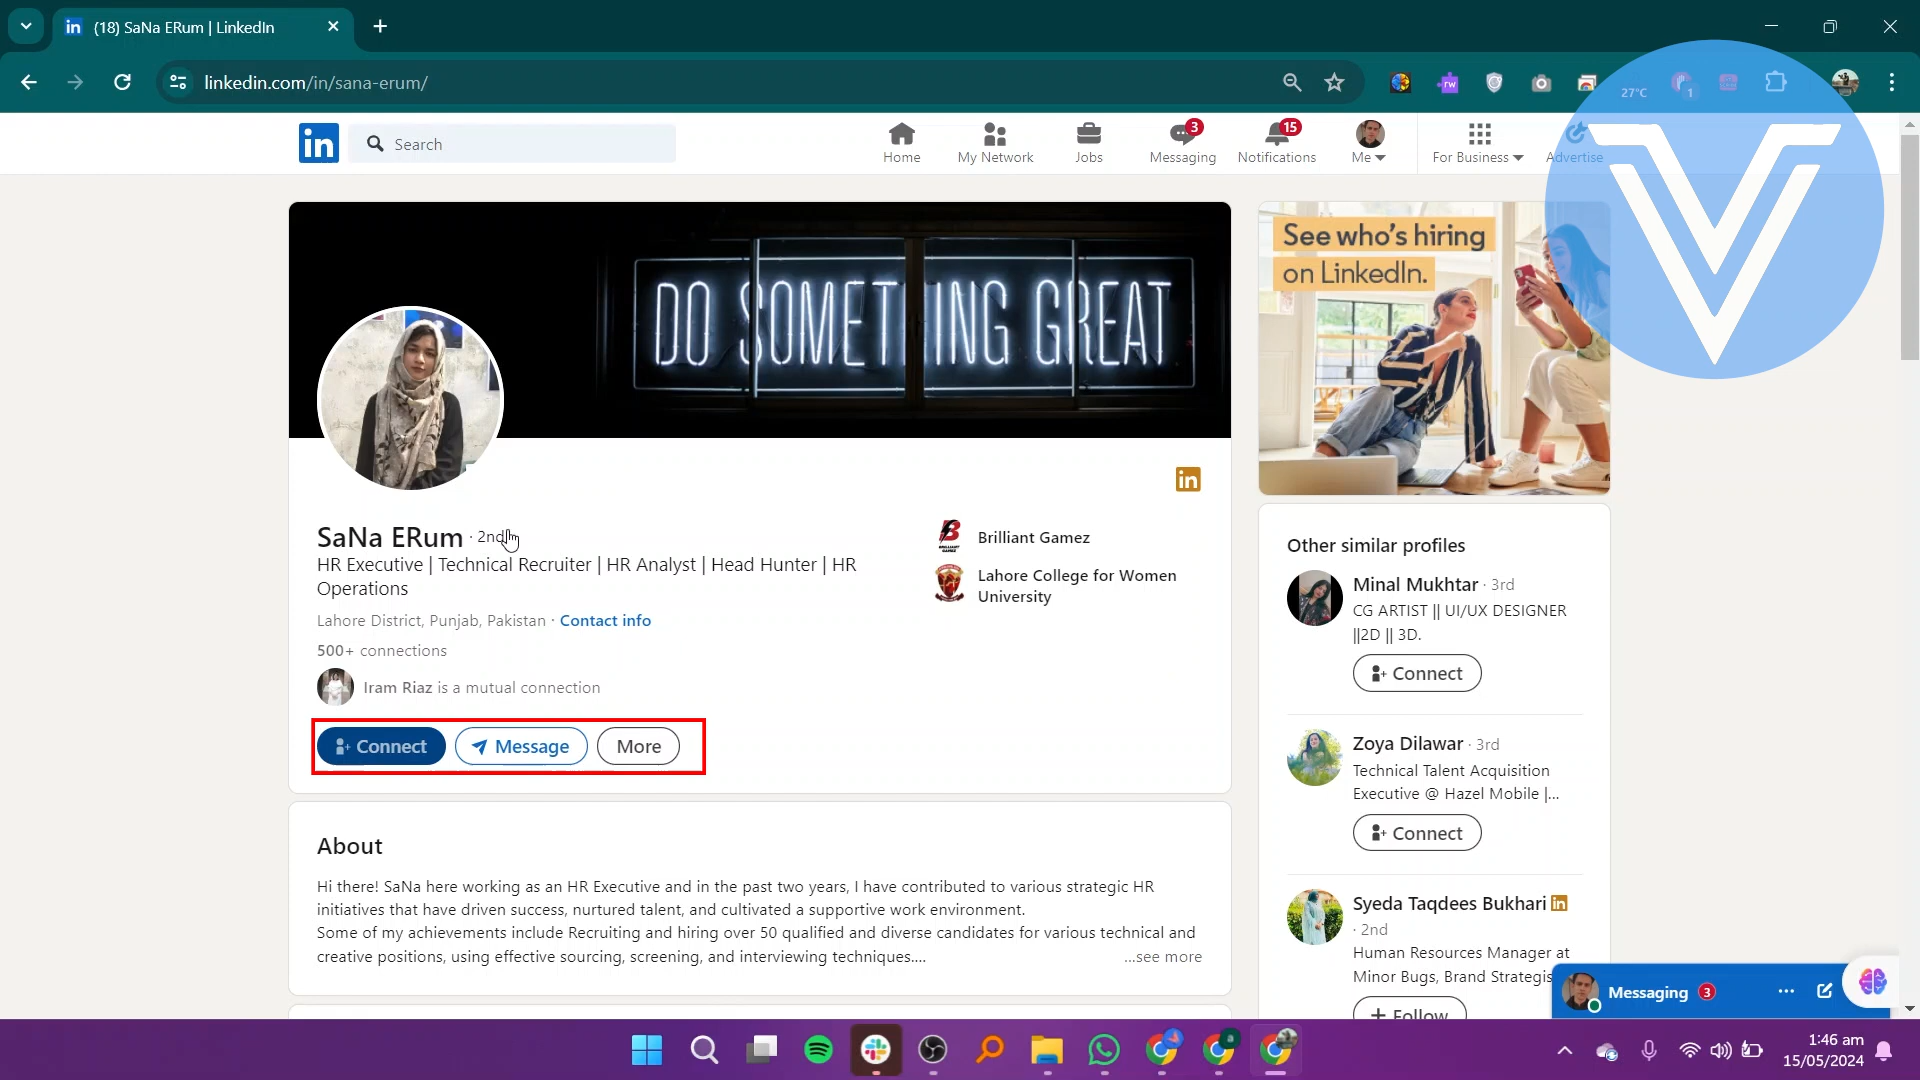 (18) SaNa ERum | LinkedIn
linkedin.com/in/sana-erum/
rw
27°C
1
in
Search
Home
My Network
Jobs
3
Messaging
15
Notifications
Me
For Business
Advertise
DO SOMETHING GREAT
See who's hiring
on LinkedIn.
in
SaNa ERum · 2nd
HR Executive | Technical Recruiter | HR Analyst | Head Hunter | HR
Operations
Lahore District, Punjab, Pakistan · Contact info
500+ connections
Iram Riaz is a mutual connection
Connect
Message
More
Brilliant Gamez
Lahore College for Women
University
About
Hi there! SaNa here working as an HR Executive and in the past two years, I have contributed to various strategic HR
initiatives that have driven success, nurtured talent, and cultivated a supportive work environment.
Some of my achievements include Recruiting and hiring over 50 qualified and diverse candidates for various technical and
creative positions, using effective sourcing, screening, and interviewing techniques....
...see more
Other similar profiles
Minal Mukhtar · 3rd
CG ARTIST || UI/UX DESIGNER
||2D || 3D.
Connect
Zoya Dilawar · 3rd
Technical Talent Acquisition
Executive @ Hazel Mobile |...
Connect
Syeda Taqdees Bukhari in
· 2nd
Human Resources Manager at
Minor Bugs, Brand Strategis
+ Follow
Messaging 3
1:46 am
15/05/2024